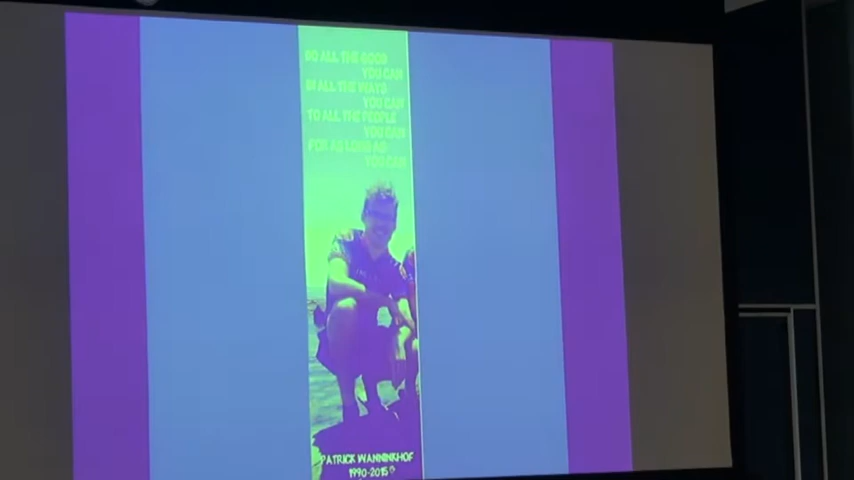 DO ALL THE GOOD
YOU CAN
IN ALL THE WAYS
YOU CAN
TO ALL THE PEOPLE
YOU CAN
FOR AS LONG AS
YOU CAN
PATRICK WANNINKHOF
1990-2015